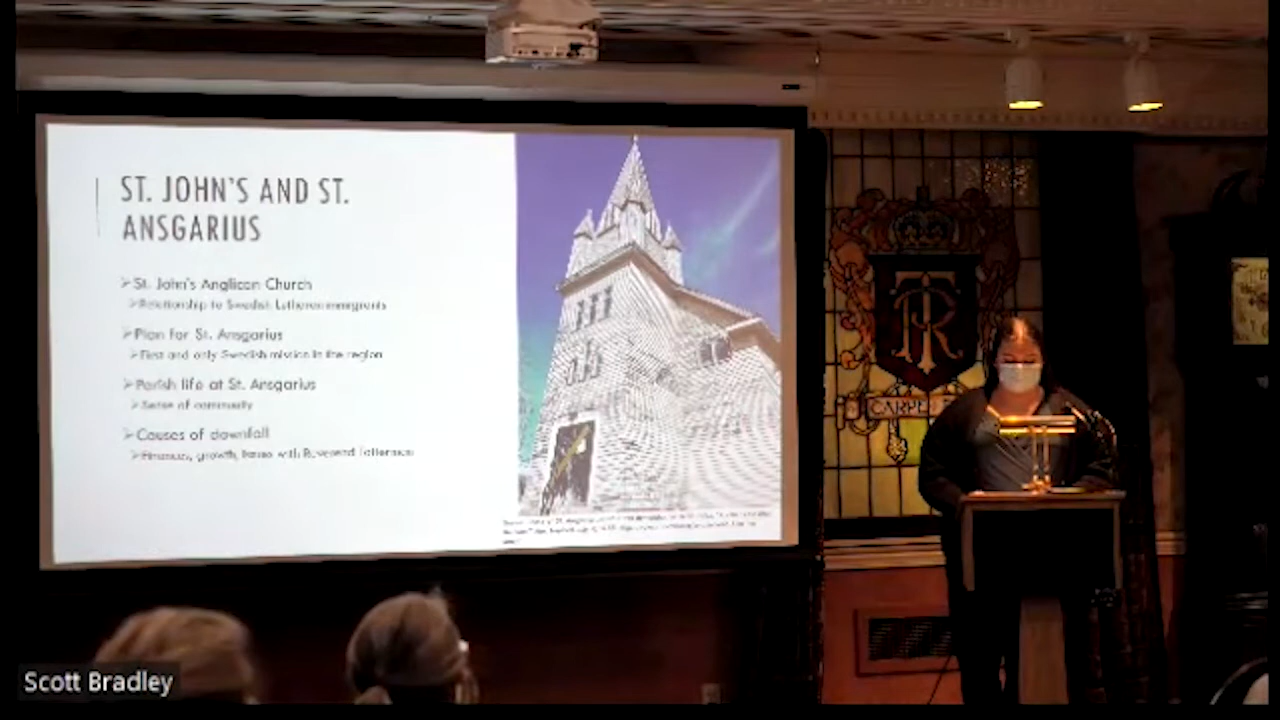 ST. JOHN'S AND ST.
ANSGARIUS
St. John's Anglican Church
Relationship to Swedish Lutheran immigrants
Plan for St. Ansgarius
First and only Swedish mission in the region
Parish life at St. Ansgarius
Sense of community
Causes of downfall
Finances, growth, issues with Reverend
TR
Scott Bradley